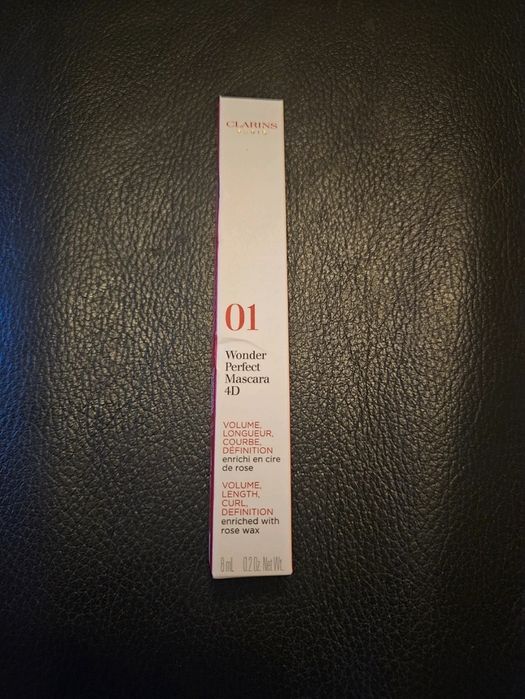 CLARINS
PARIS
01
Wonder
Perfect
Mascara
4D
VOLUME,
LONGUEUR,
COURBE,
DÉFINITION
enrichi en cire
de rose
VOLUME,
LENGTH,
CURL,
DEFINITION
enriched with
rose wax
8 mL 0.2 Oz. Net Wt.